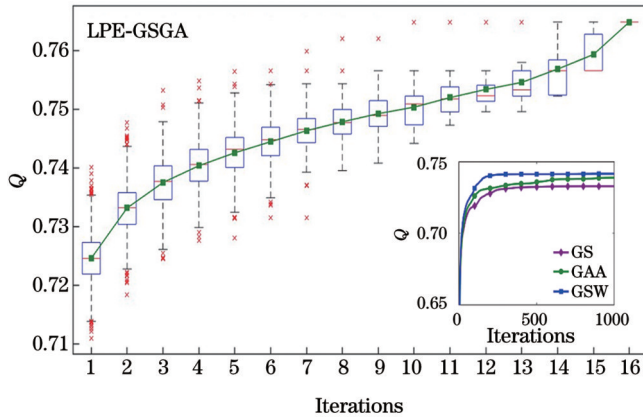 LPE-GSGA
0.76
0.75
0.74
Q
0.73
0.72
0.71
1 2 3 4 5 6 7 8 9 10 11 12 13 14 15 16
Iterations
0.75
Q
0.70
0.65
GS
GAA
GSW
0 500 1000
Iterations